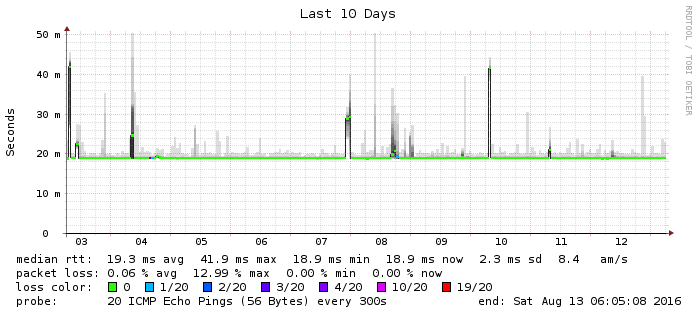 Last 10 Days
RRDTOOL / TOBI OETIKER
Seconds
50 m
40 m
30 m
20 m
10 m
0
03 04 05 06 07 08 09 10 11 12
median rtt: 19.3 ms avg 41.9 ms max 18.9 ms min 18.9 ms now 2.3 ms sd 8.4 am/s
packet loss: 0.06 % avg 12.99 % max 0.00 % min 0.00 % now
loss color: 0 1/20 2/20 3/20 4/20 10/20 19/20
probe: 20 ICMP Echo Pings (56 Bytes) every 300s end: Sat Aug 13 06:05:08 2016